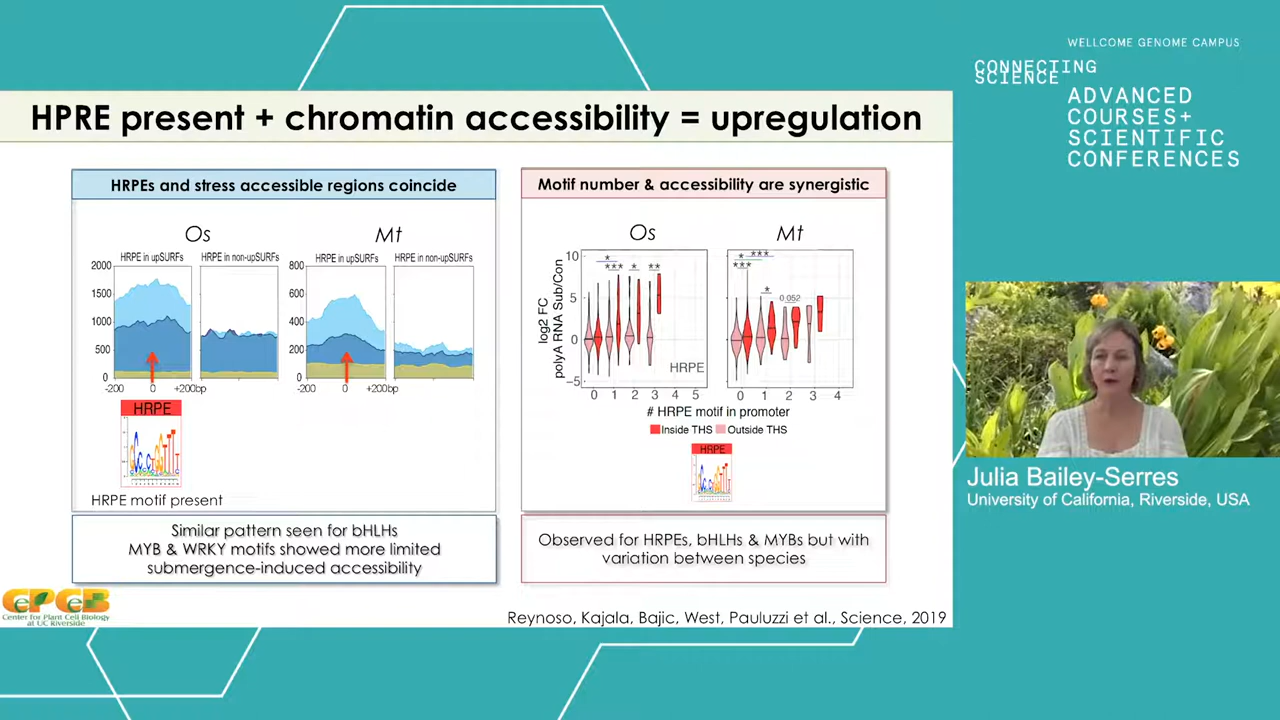 WELLCOME GENOME CAMPUS
CONNECTING
SCIENCE
ADVANCED
COURSES+
SCIENTIFIC
CONFERENCES
HPRE present + chromatin accessibility = upregulation
HRPEs and stress accessible regions coincide
Os
Mt
HRPE in upSURFs
HRPE in non-upSURFs
HRPE in upSURFs
HRPE in non-upSURFs
2000
1500
1000
500
0
800
600
400
200
0
-200
0
+200bp
-200
0
+200bp
HRPE
HRPE motif present
Similar pattern seen for bHLHs
MYB & WRKY motifs showed more limited
submergence-induced accessibility
Motif number & accessibility are synergistic
Os
Mt
log2 FC
polyA RNA Sub/Con
10
5
0
-5
*
***
*
**
HRPE
*
***
***
*
0.052
0 1 2 3 4 5
0 1 2 3 4
# HRPE motif in promoter
Inside THS Outside THS
HRPE
Observed for HRPEs, bHLHs & MYBs but with
variation between species
Reynoso, Kajala, Bajic, West, Pauluzzi et al., Science, 2019
CEPCEB
Center for Plant Cell Biology
at UC Riverside
Julia Bailey-Serres
University of California, Riverside, USA